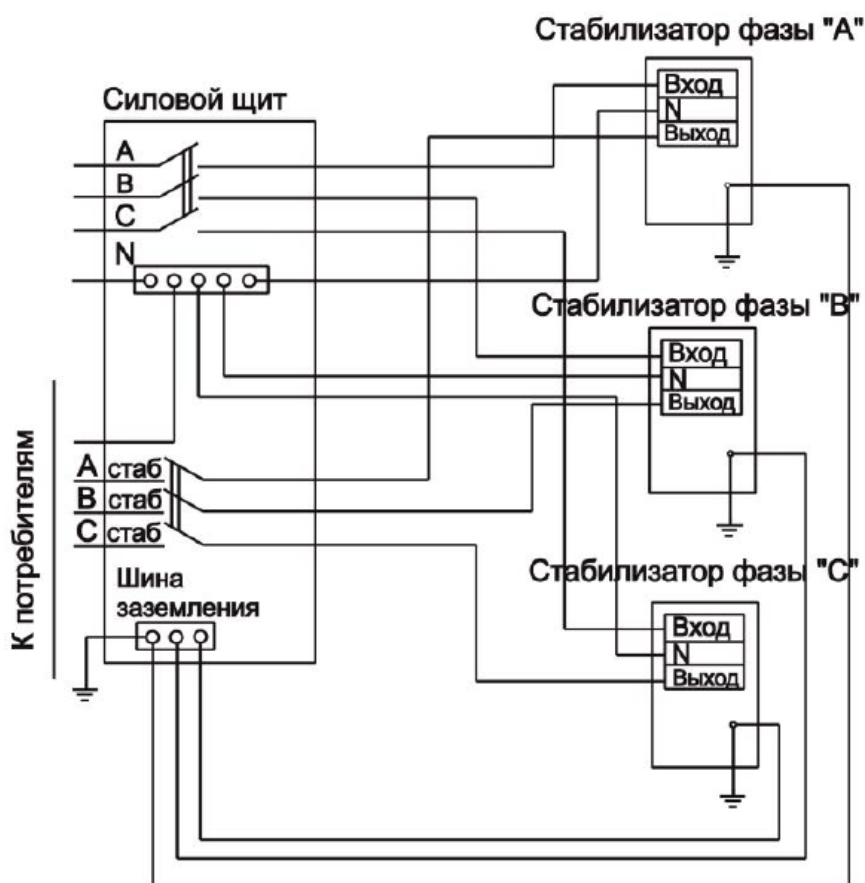 Стабилизатор фазы "А"
Вход
N
Выход
Силовой щит
А
В
С
N
Стабилизатор фазы "В"
Вход
N
Выход
К потребителям
А стаб
В стаб
С стаб
Шина
заземления
Стабилизатор фазы "С"
Вход
N
Выход